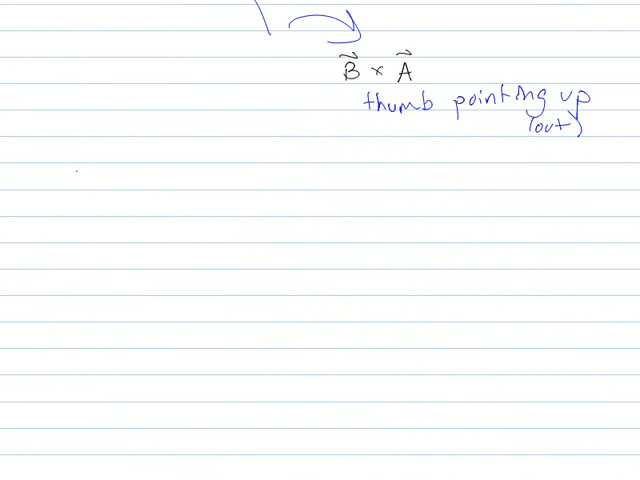 B⃗ × A⃗
thumb pointing up
(out)